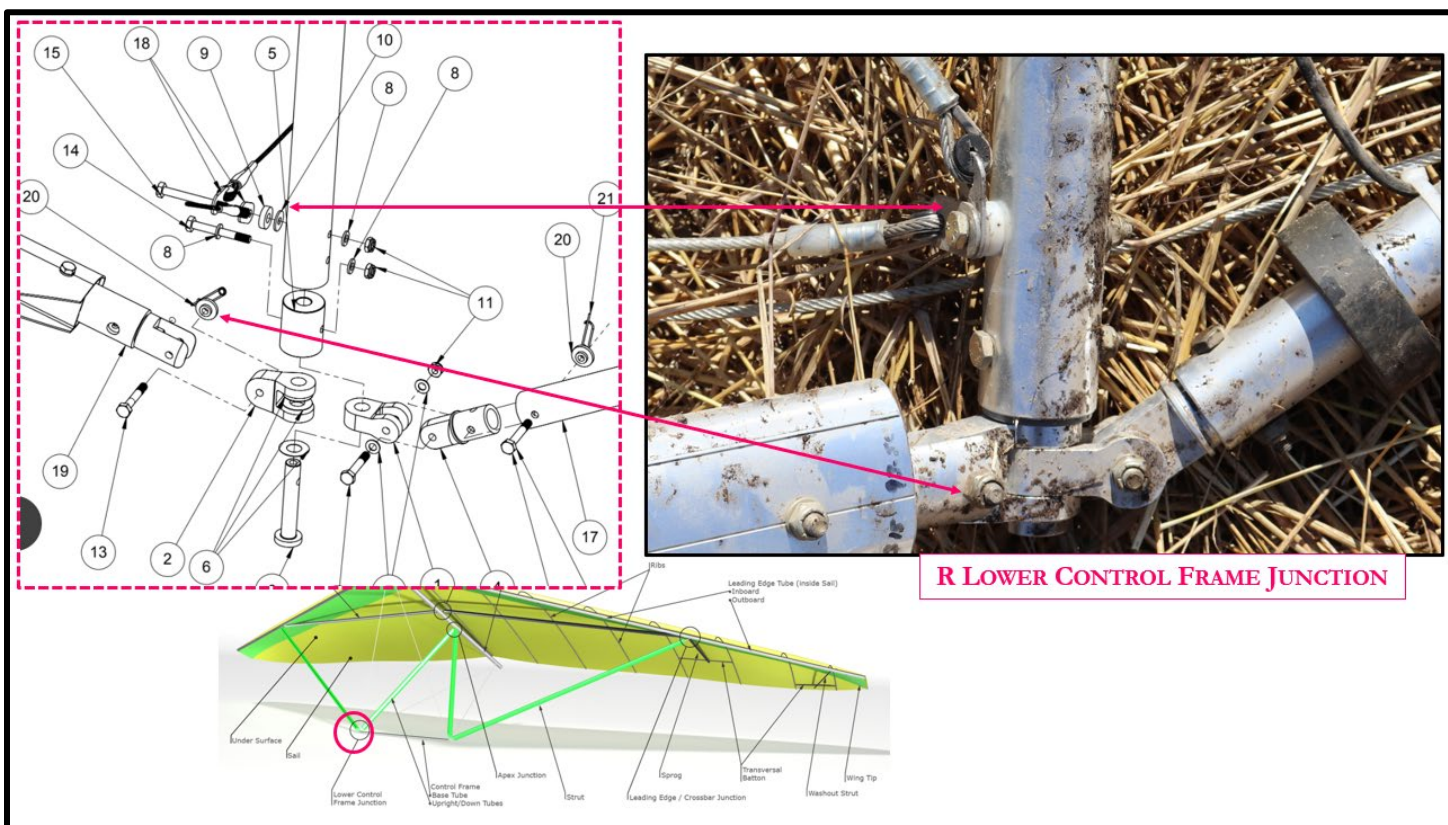 15
18
9
5
10
8
8
14
20
8
20
21
11
19
13
2
6
17
1
R LOWER CONTROL FRAME JUNCTION
Ribs
Leading Edge Tube (inside Sail)
•Inboard
•Outboard
Under Surface
Sail
Lower Control
Frame Junction
Control Frame
•Base Tube
•Upright/Down Tubes
Apex Junction
Strut
Leading Edge / Crossbar Junction
Sprog
Transversal
Batton
Washout Strut
Wing Tip